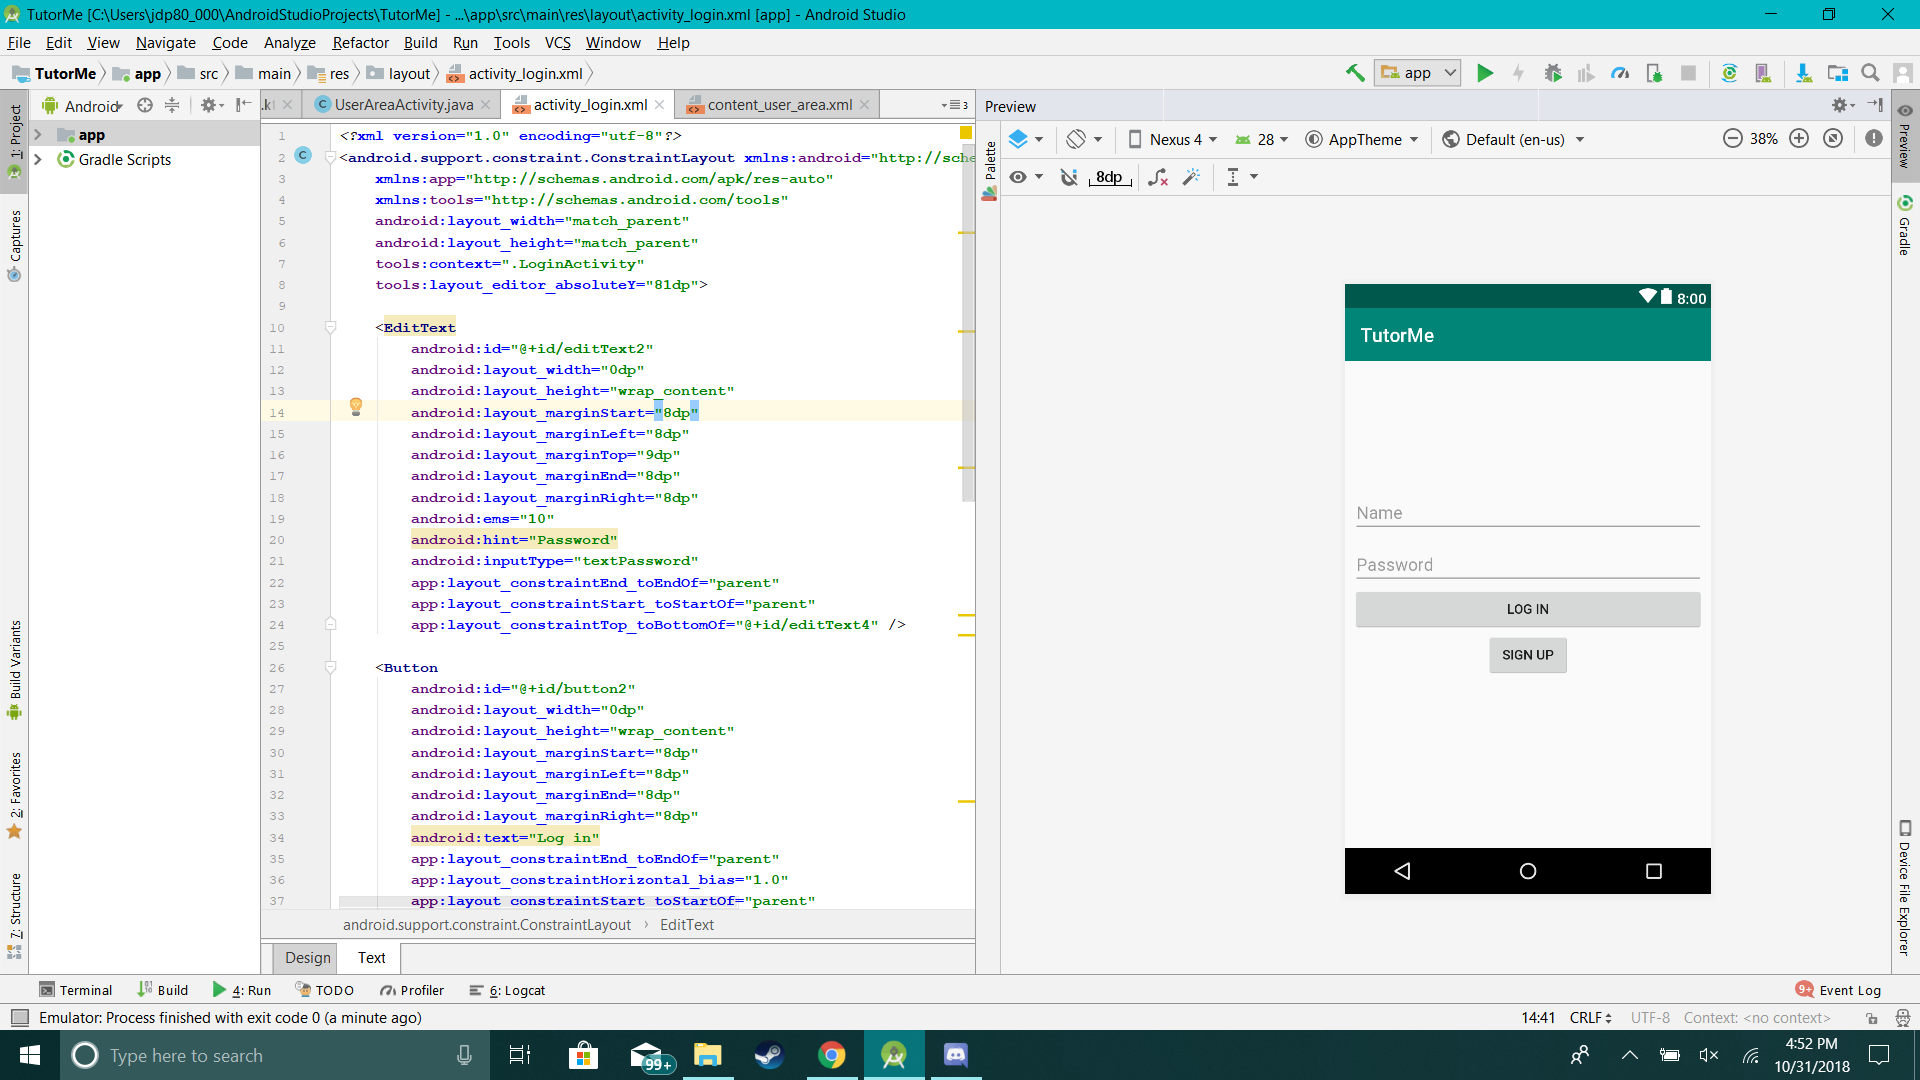 TutorMe [C:\Users\jdp80_000\AndroidStudioProjects\TutorMe] - ...\app\src\main\res\layout\activity_login.xml [app] - Android Studio
File Edit View Navigate Code Analyze Refactor Build Run Tools VCS Window Help
TutorMe app src main res layout activity_login.xml app
Android .kt UserAreaActivity.java activity_login.xml content_user_area.xml 3 Preview
1: Project
Captures
Build Variants
2: Favorites
7: Structure
app
Gradle Scripts
1 <?xml version="1.0" encoding="utf-8"?>
2 <android.support.constraint.ConstraintLayout xmlns:android="http://sche
3 xmlns:app="http://schemas.android.com/apk/res-auto"
4 xmlns:tools="http://schemas.android.com/tools"
5 android:layout_width="match_parent"
6 android:layout_height="match_parent"
7 tools:context=".LoginActivity"
8 tools:layout_editor_absoluteY="81dp">
9
10 <EditText
11 android:id="@+id/editText2"
12 android:layout_width="0dp"
13 android:layout_height="wrap_content"
14 android:layout_marginStart="8dp"
15 android:layout_marginLeft="8dp"
16 android:layout_marginTop="9dp"
17 android:layout_marginEnd="8dp"
18 android:layout_marginRight="8dp"
19 android:ems="10"
20 android:hint="Password"
21 android:inputType="textPassword"
22 app:layout_constraintEnd_toEndOf="parent"
23 app:layout_constraintStart_toStartOf="parent"
24 app:layout_constraintTop_toBottomOf="@+id/editText4" />
25
26 <Button
27 android:id="@+id/button2"
28 android:layout_width="0dp"
29 android:layout_height="wrap_content"
30 android:layout_marginStart="8dp"
31 android:layout_marginLeft="8dp"
32 android:layout_marginEnd="8dp"
33 android:layout_marginRight="8dp"
34 android:text="Log in"
35 app:layout_constraintEnd_toEndOf="parent"
36 app:layout_constraintHorizontal_bias="1.0"
37 app:layout_constraintStart_toStartOf="parent"
android.support.constraint.ConstraintLayout › EditText
Design Text
Palette
Nexus 4 28 AppTheme Default (en-us) 38%
8dp
8:00
TutorMe
Name
Password
LOG IN
SIGN UP
Preview
Gradle
Device File Explorer
Terminal Build 4: Run TODO Profiler 6: Logcat 9+ Event Log
Emulator: Process finished with exit code 0 (a minute ago) 14:41 CRLF UTF-8 Context: <no context>
Type here to search 99+ 4:52 PM
10/31/2018